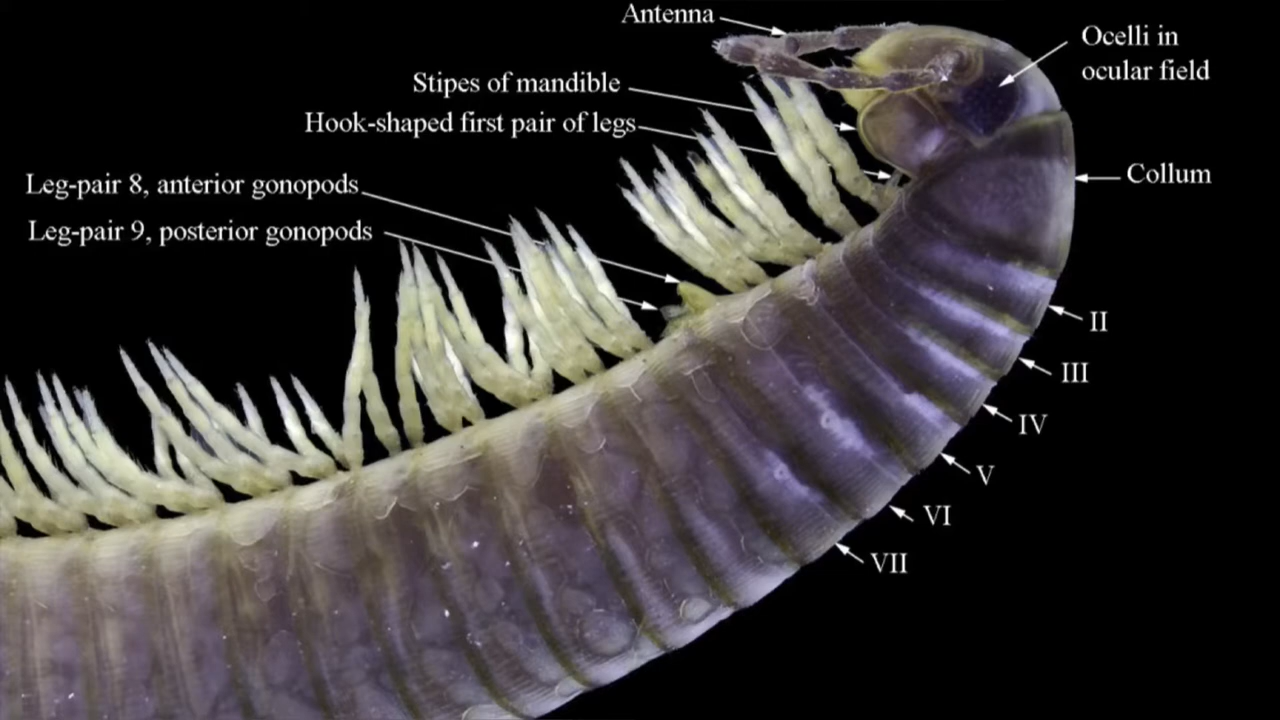 Antenna
Ocelli in
ocular field
Stipes of mandible
Hook-shaped first pair of legs
Collum
Leg-pair 8, anterior gonopods
Leg-pair 9, posterior gonopods
II
III
IV
V
VI
VII